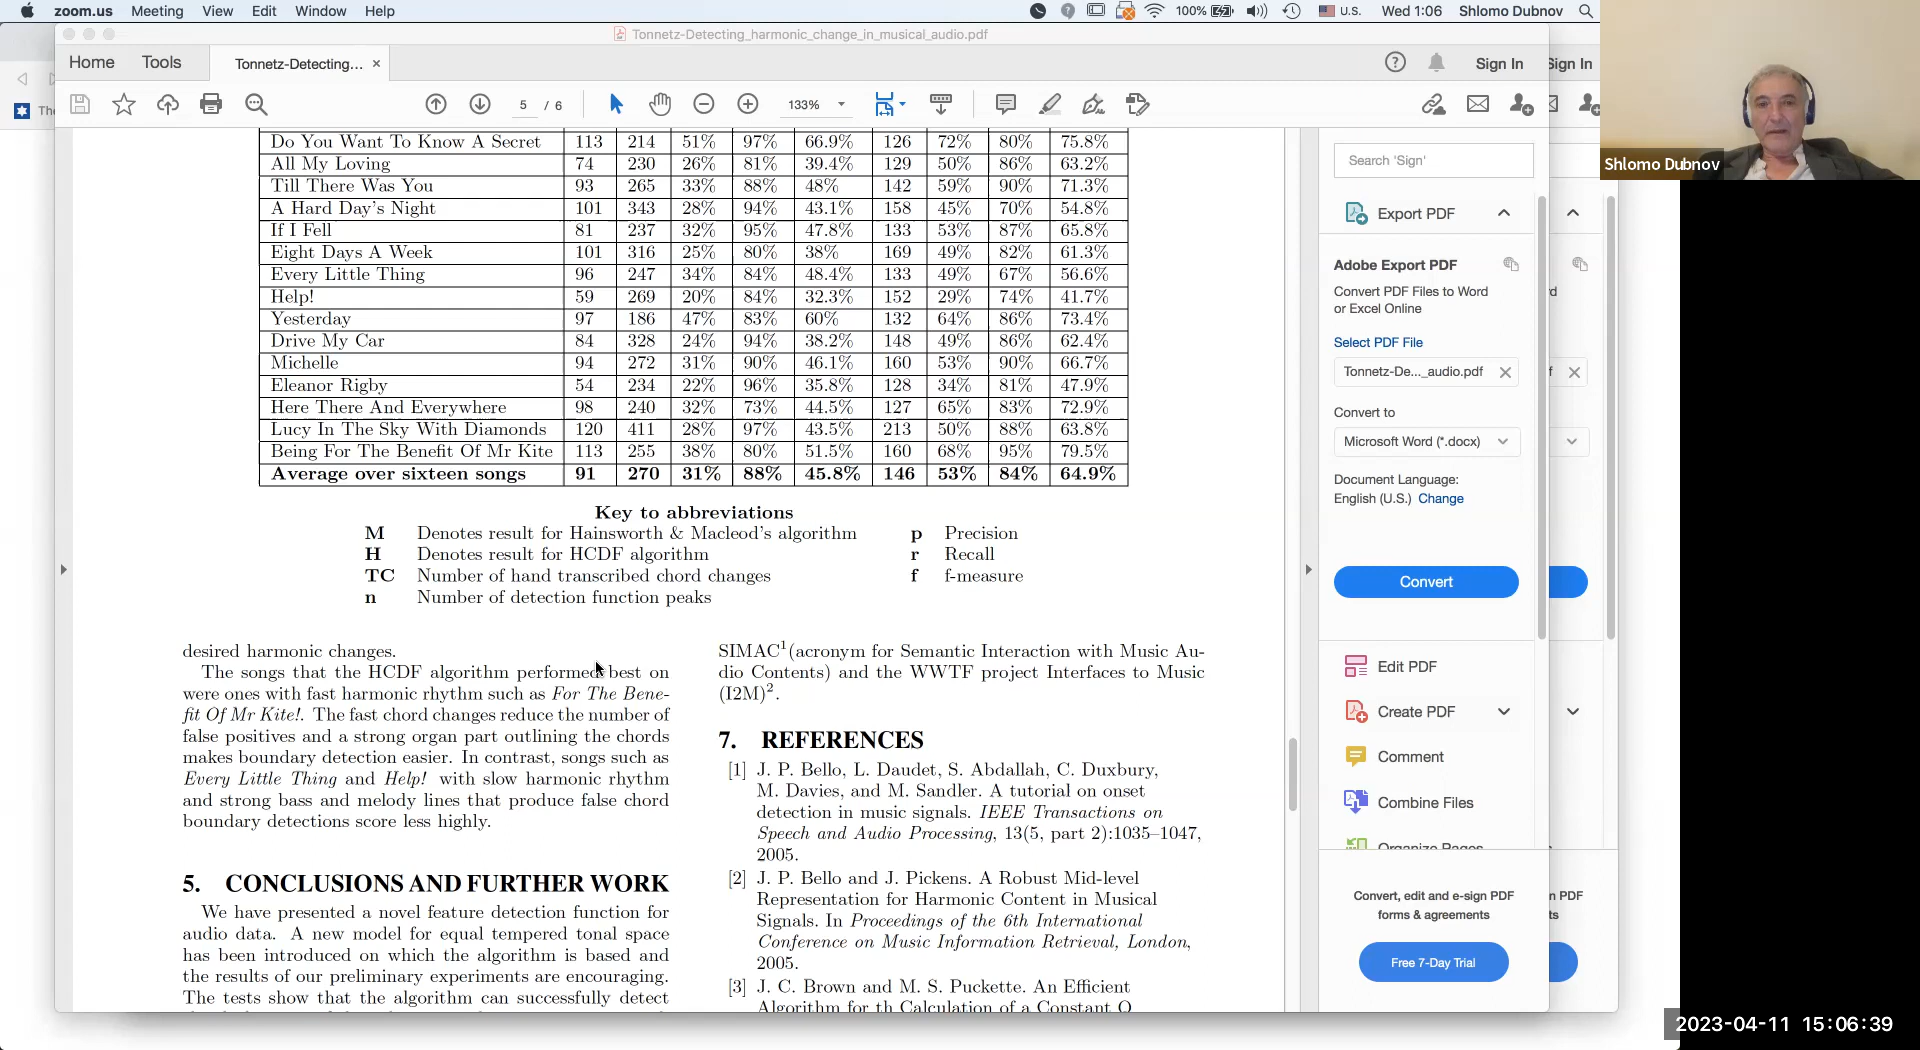 zoom.us Meeting View Edit Window Help 100% U.S. Wed 1:06 Shlomo Dubnov
Tonnetz-Detecting_harmonic_change_in_musical_audio.pdf
Home Tools Tonnetz-Detecting... × Sign In Sign In
5 / 6 133%
Do You Want To Know A Secret 113 214 51% 97% 66.9% 126 72% 80% 75.8%
All My Loving 74 230 26% 81% 39.4% 129 50% 86% 63.2%
Till There Was You 93 265 33% 88% 48% 142 59% 90% 71.3%
A Hard Day's Night 101 343 28% 94% 43.1% 158 45% 70% 54.8%
If I Fell 81 237 32% 95% 47.8% 133 53% 87% 65.8%
Eight Days A Week 101 316 25% 80% 38% 169 49% 82% 61.3%
Every Little Thing 96 247 34% 84% 48.4% 133 49% 67% 56.6%
Help! 59 269 20% 84% 32.3% 152 29% 74% 41.7%
Yesterday 97 186 47% 83% 60% 132 64% 86% 73.4%
Drive My Car 84 328 24% 94% 38.2% 148 49% 86% 62.4%
Michelle 94 272 31% 90% 46.1% 160 53% 90% 66.7%
Eleanor Rigby 54 234 22% 96% 35.8% 128 34% 81% 47.9%
Here There And Everywhere 98 240 32% 73% 44.5% 127 65% 83% 72.9%
Lucy In The Sky With Diamonds 120 411 28% 97% 43.5% 213 50% 88% 63.8%
Being For The Benefit Of Mr Kite 113 255 38% 80% 51.5% 160 68% 95% 79.5%
Average over sixteen songs 91 270 31% 88% 45.8% 146 53% 84% 64.9%
Key to abbreviations
M Denotes result for Hainsworth & Macleod's algorithm p Precision
H Denotes result for HCDF algorithm r Recall
TC Number of hand transcribed chord changes f f-measure
n Number of detection function peaks
desired harmonic changes.
The songs that the HCDF algorithm performed best on
were ones with fast harmonic rhythm such as For The Bene-
fit Of Mr Kite!. The fast chord changes reduce the number of
false positives and a strong organ part outlining the chords
makes boundary detection easier. In contrast, songs such as
Every Little Thing and Help! with slow harmonic rhythm
and strong bass and melody lines that produce false chord
boundary detections score less highly.
5. CONCLUSIONS AND FURTHER WORK
We have presented a novel feature detection function for
audio data. A new model for equal tempered tonal space
has been introduced on which the algorithm is based and
the results of our preliminary experiments are encouraging.
The tests show that the algorithm can successfully detect
SIMAC1(acronym for Semantic Interaction with Music Au-
dio Contents) and the WWTF project Interfaces to Music
(I2M)2.
7. REFERENCES
[1] J. P. Bello, L. Daudet, S. Abdallah, C. Duxbury,
M. Davies, and M. Sandler. A tutorial on onset
detection in music signals. IEEE Transactions on
Speech and Audio Processing, 13(5, part 2):1035–1047,
2005.
[2] J. P. Bello and J. Pickens. A Robust Mid-level
Representation for Harmonic Content in Musical
Signals. In Proceedings of the 6th International
Conference on Music Information Retrieval, London,
2005.
[3] J. C. Brown and M. S. Puckette. An Efficient
Algorithm for th Calculation of a Constant Q
Search 'Sign'
Export PDF
Adobe Export PDF
Convert PDF Files to Word
or Excel Online
Select PDF File
Tonnetz-De..._audio.pdf
Convert to
Microsoft Word (*.docx)
Document Language:
English (U.S.) Change
Convert
Edit PDF
Create PDF
Comment
Combine Files
Organize Pages
Convert, edit and e-sign PDF
forms & agreements
Free 7-Day Trial
n PDF
ts
Shlomo Dubnov
2023-04-11 15:06:39